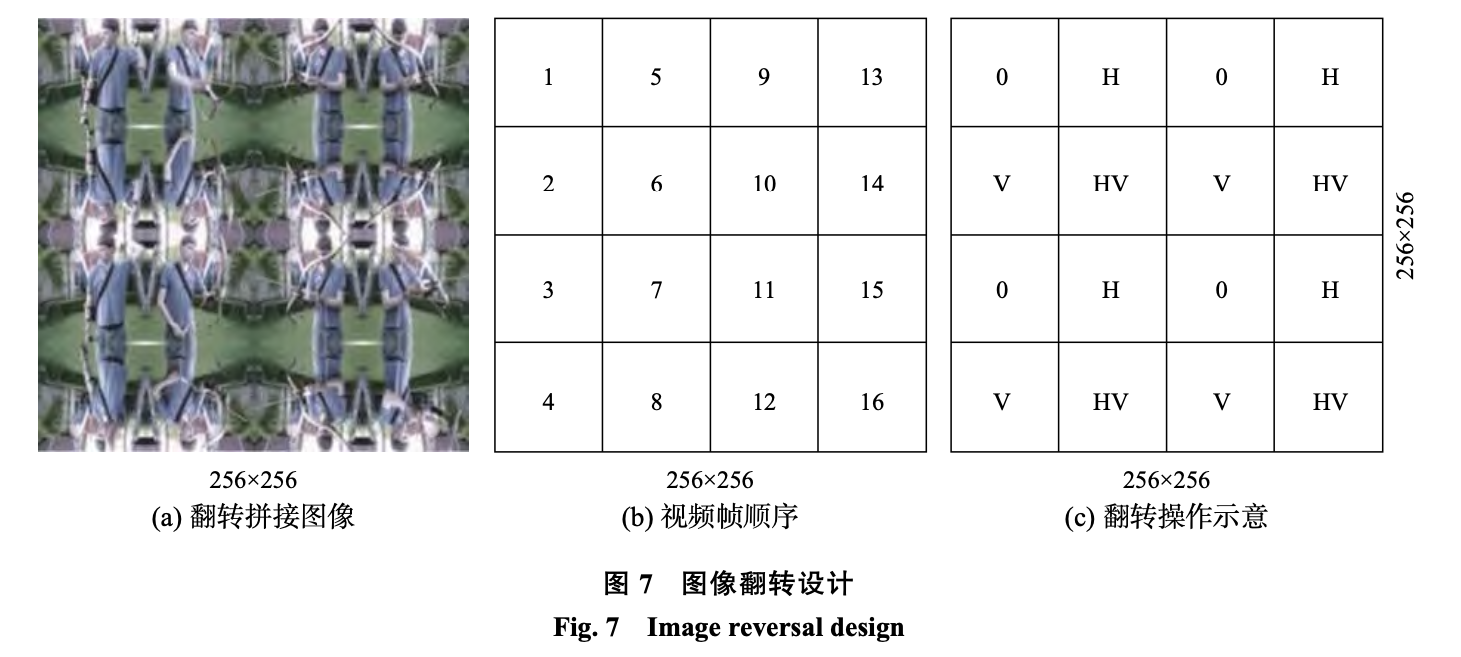 1 5 9 13
2 6 10 14
3 7 11 15
4 8 12 16
0 H 0 H
V HV V HV
0 H 0 H
V HV V HV
256×256
256×256
(a) 翻转拼接图像
256×256
(b) 视频帧顺序
256×256
(c) 翻转操作示意
图 7 图像翻转设计
Fig. 7 Image reversal design